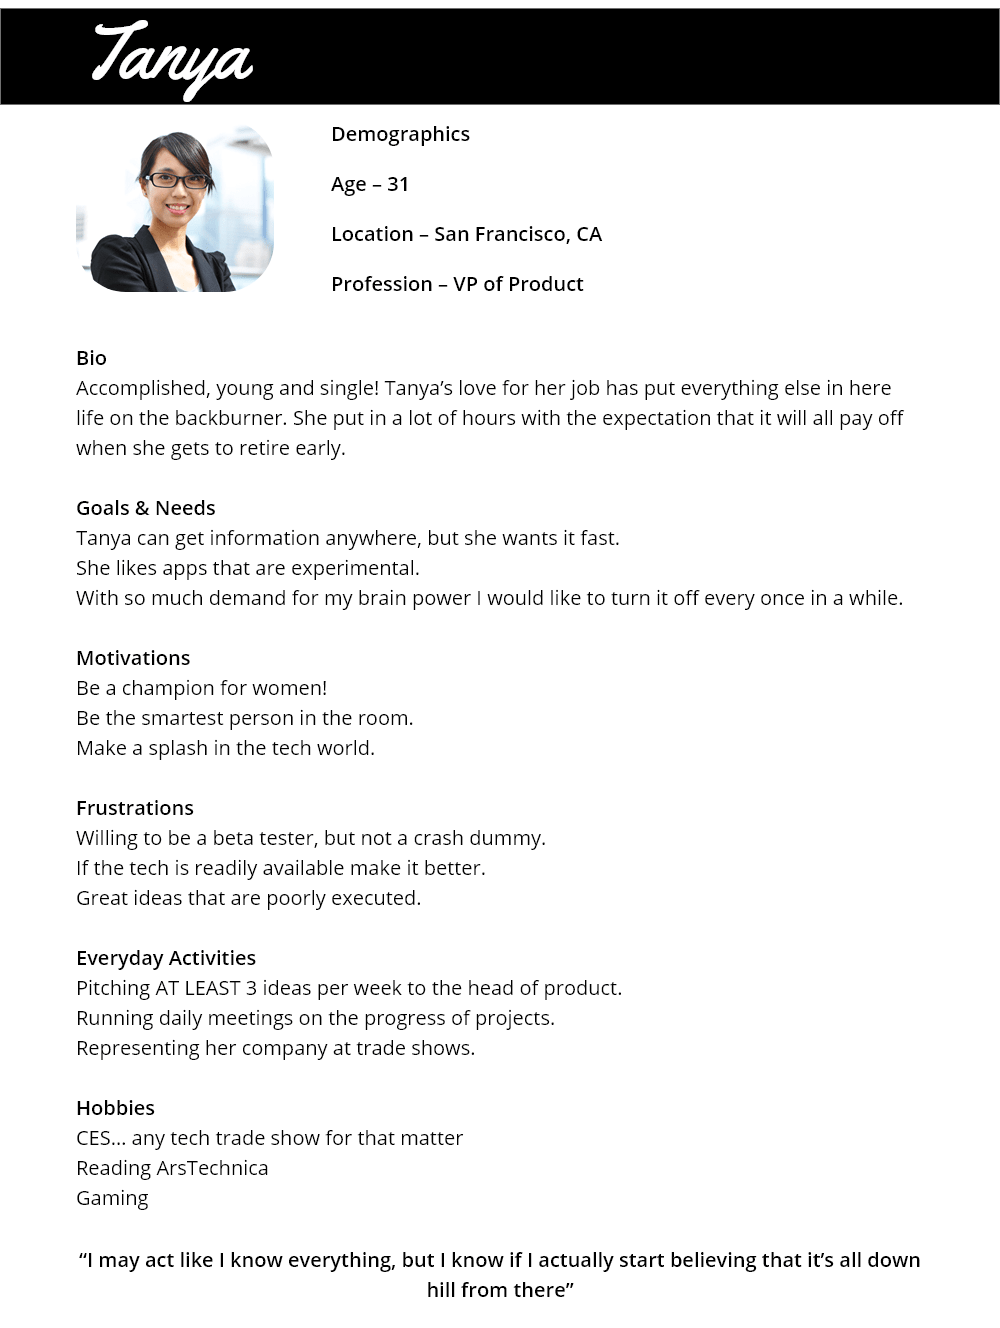 Tanya
Demographics
Age – 31
Location – San Francisco, CA
Profession – VP of Product
Bio
Accomplished, young and single! Tanya’s love for her job has put everything else in here
life on the backburner. She put in a lot of hours with the expectation that it will all pay off
when she gets to retire early.
Goals & Needs
Tanya can get information anywhere, but she wants it fast.
She likes apps that are experimental.
With so much demand for my brain power I would like to turn it off every once in a while.
Motivations
Be a champion for women!
Be the smartest person in the room.
Make a splash in the tech world.
Frustrations
Willing to be a beta tester, but not a crash dummy.
If the tech is readily available make it better.
Great ideas that are poorly executed.
Everyday Activities
Pitching AT LEAST 3 ideas per week to the head of product.
Running daily meetings on the progress of projects.
Representing her company at trade shows.
Hobbies
CES... any tech trade show for that matter
Reading ArsTechnica
Gaming
“I may act like I know everything, but I know if I actually start believing that it’s all down
hill from there”